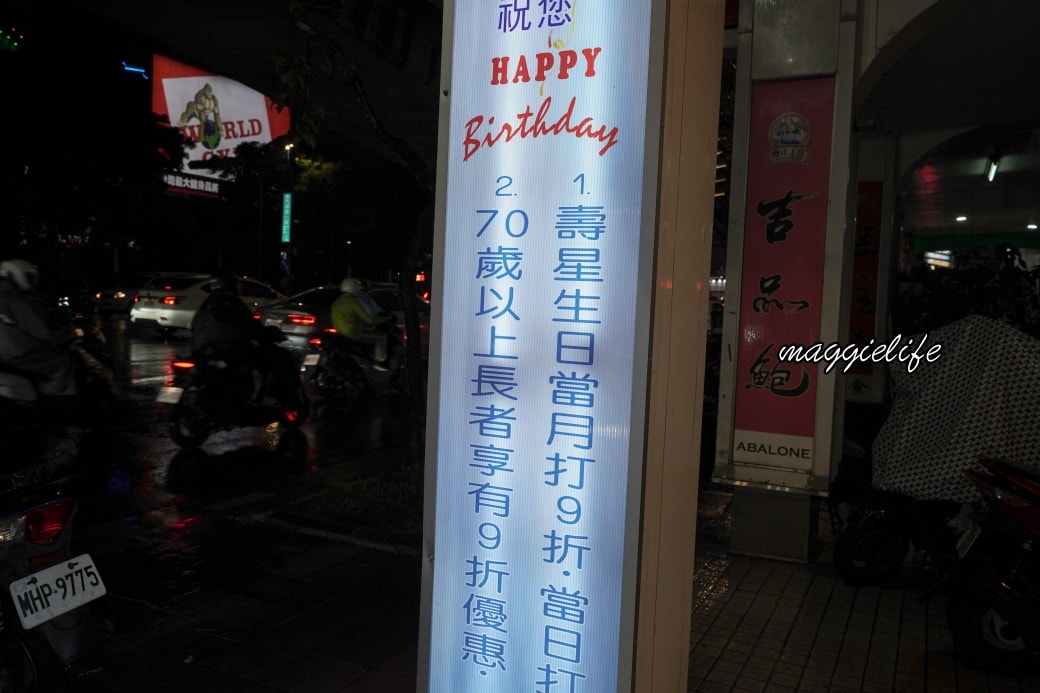 祝您
HAPPY
Birthday
1.
壽星生日當月打9折.當日打
2.
70歲以上長者享有9折優惠.
WORLD
GY
吉品鮑
ABALONE
食
maggielife
MHP-9775